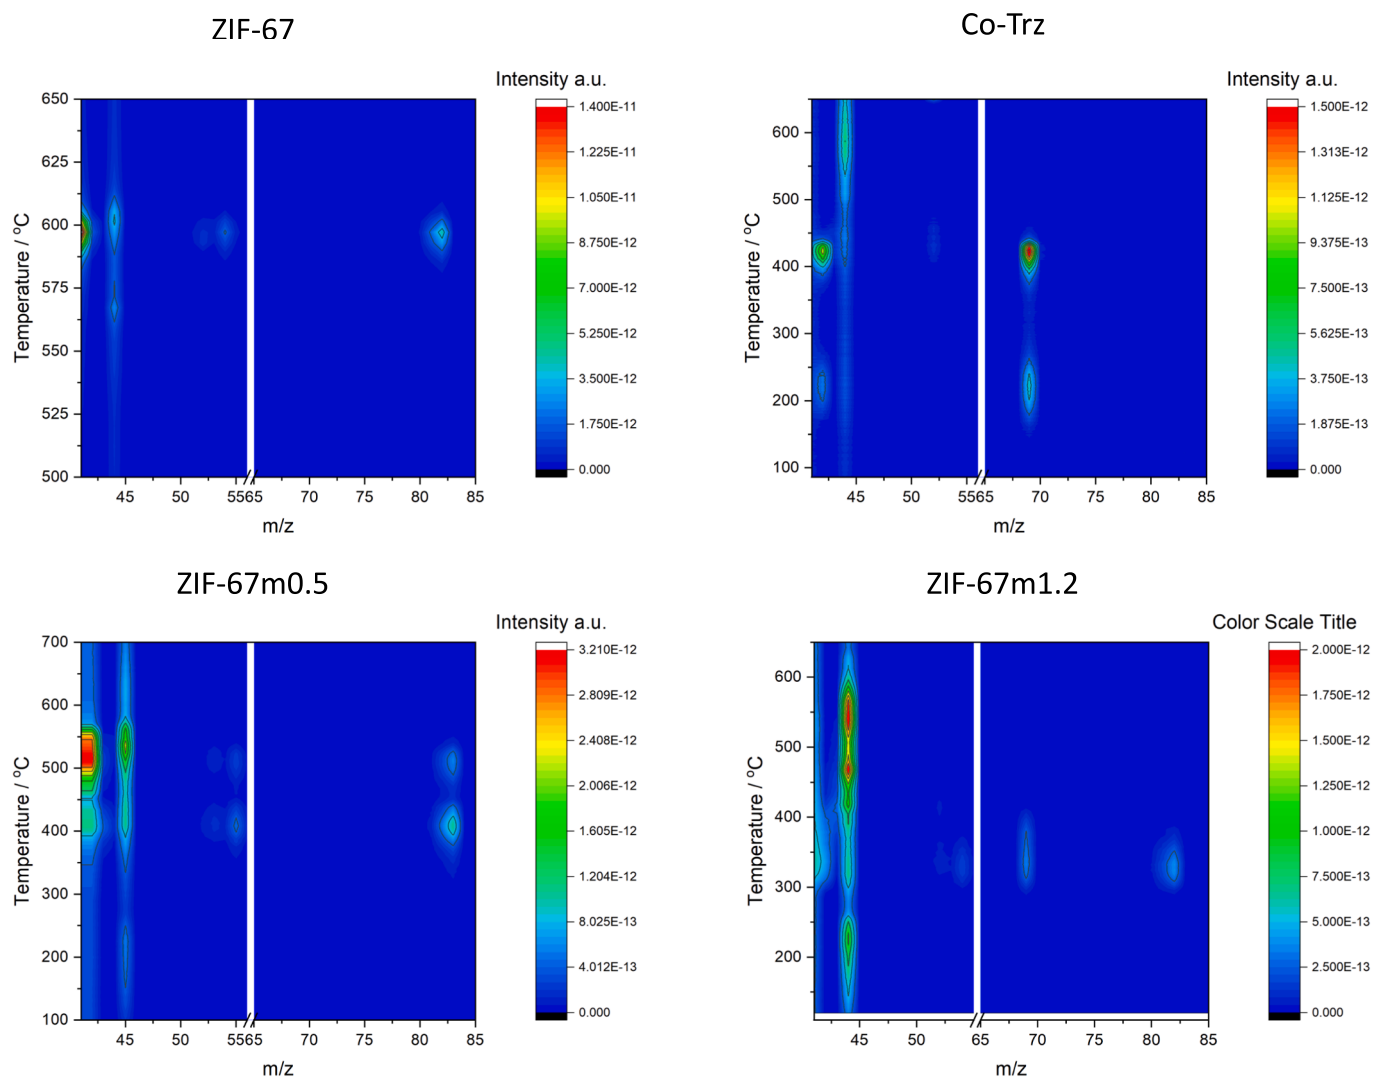 ZIF-67
Co-Trz
Intensity a.u.
650
625
600
575
550
525
500
Temperature / °C
45 50 5565 70 75 80 85
m/z
1.400E-11
1.225E-11
1.050E-11
8.750E-12
7.000E-12
5.250E-12
3.500E-12
1.750E-12
0.000
Intensity a.u.
600
500
400
300
200
100
Temperature / °C
45 50 5565 70 75 80 85
m/z
1.500E-12
1.313E-12
1.125E-12
9.375E-13
7.500E-13
5.625E-13
3.750E-13
1.875E-13
0.000
ZIF-67m0.5
ZIF-67m1.2
Intensity a.u.
700
600
500
400
300
200
100
Temperature / °C
45 50 5565 70 75 80 85
m/z
3.210E-12
2.809E-12
2.408E-12
2.006E-12
1.605E-12
1.204E-12
8.025E-13
4.012E-13
0.000
Color Scale Title
600
500
400
300
200
Temperature / °C
45 50 65 70 75 80 85
m/z
2.000E-12
1.750E-12
1.500E-12
1.250E-12
1.000E-12
7.500E-13
5.000E-13
2.500E-13
0.000